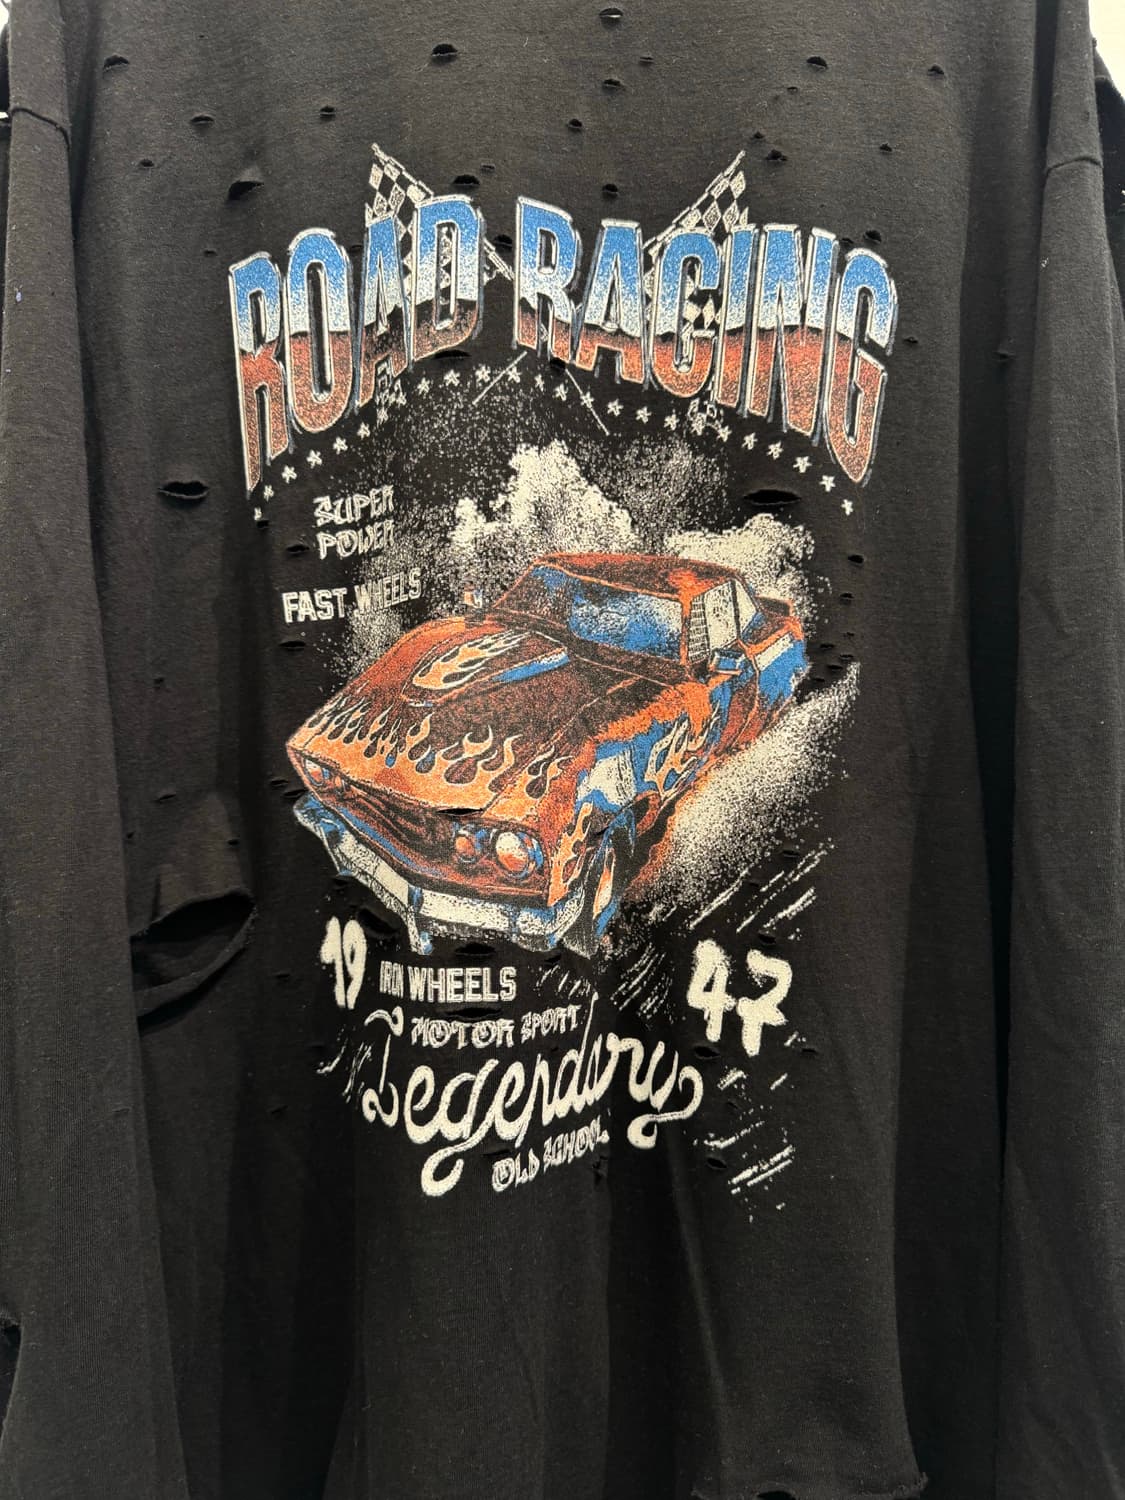 ROAD RACING
SUPER
POWER
FAST WHEELS
19 47
IRON WHEELS
MOTOR SPORT
Legendary
OLD SCHOOL